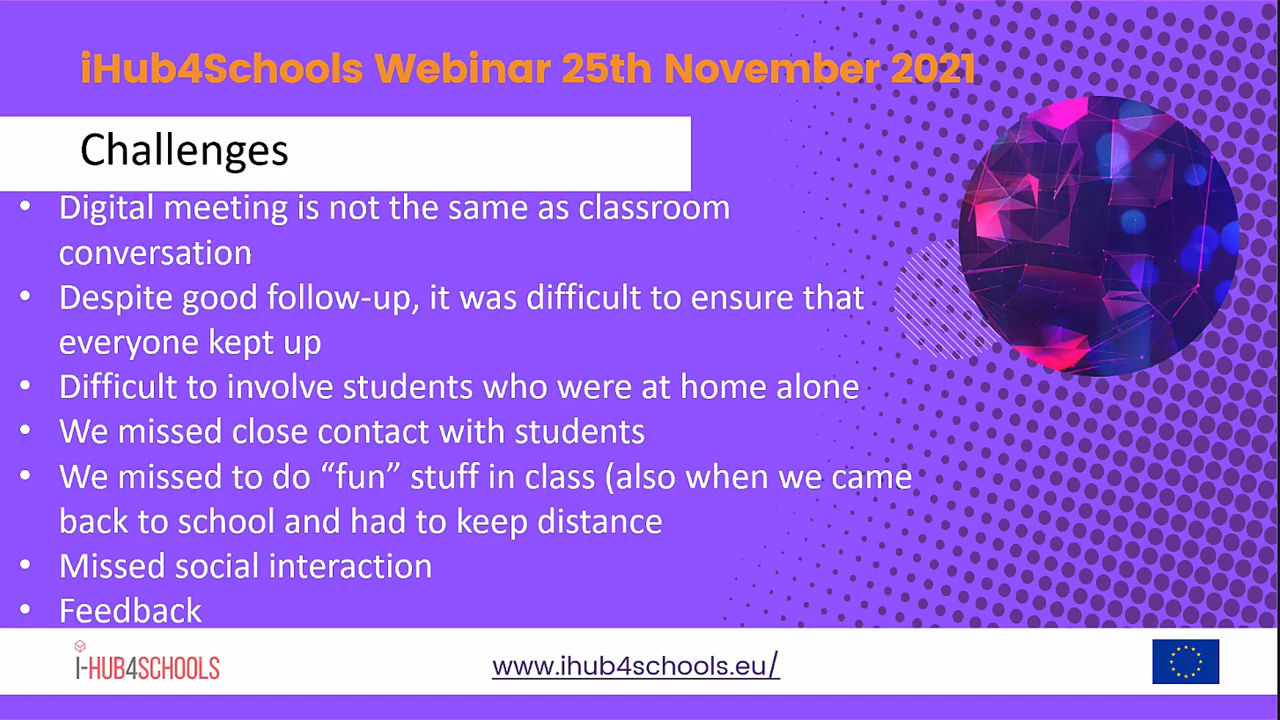 iHub4Schools Webinar 25th November 2021
Challenges
• Digital meeting is not the same as classroom
conversation
• Despite good follow-up, it was difficult to ensure that
everyone kept up
• Difficult to involve students who were at home alone
• We missed close contact with students
• We missed to do “fun” stuff in class (also when we came
back to school and had to keep distance
• Missed social interaction
• Feedback
I-HUB4SCHOOLS
www.ihub4schools.eu/